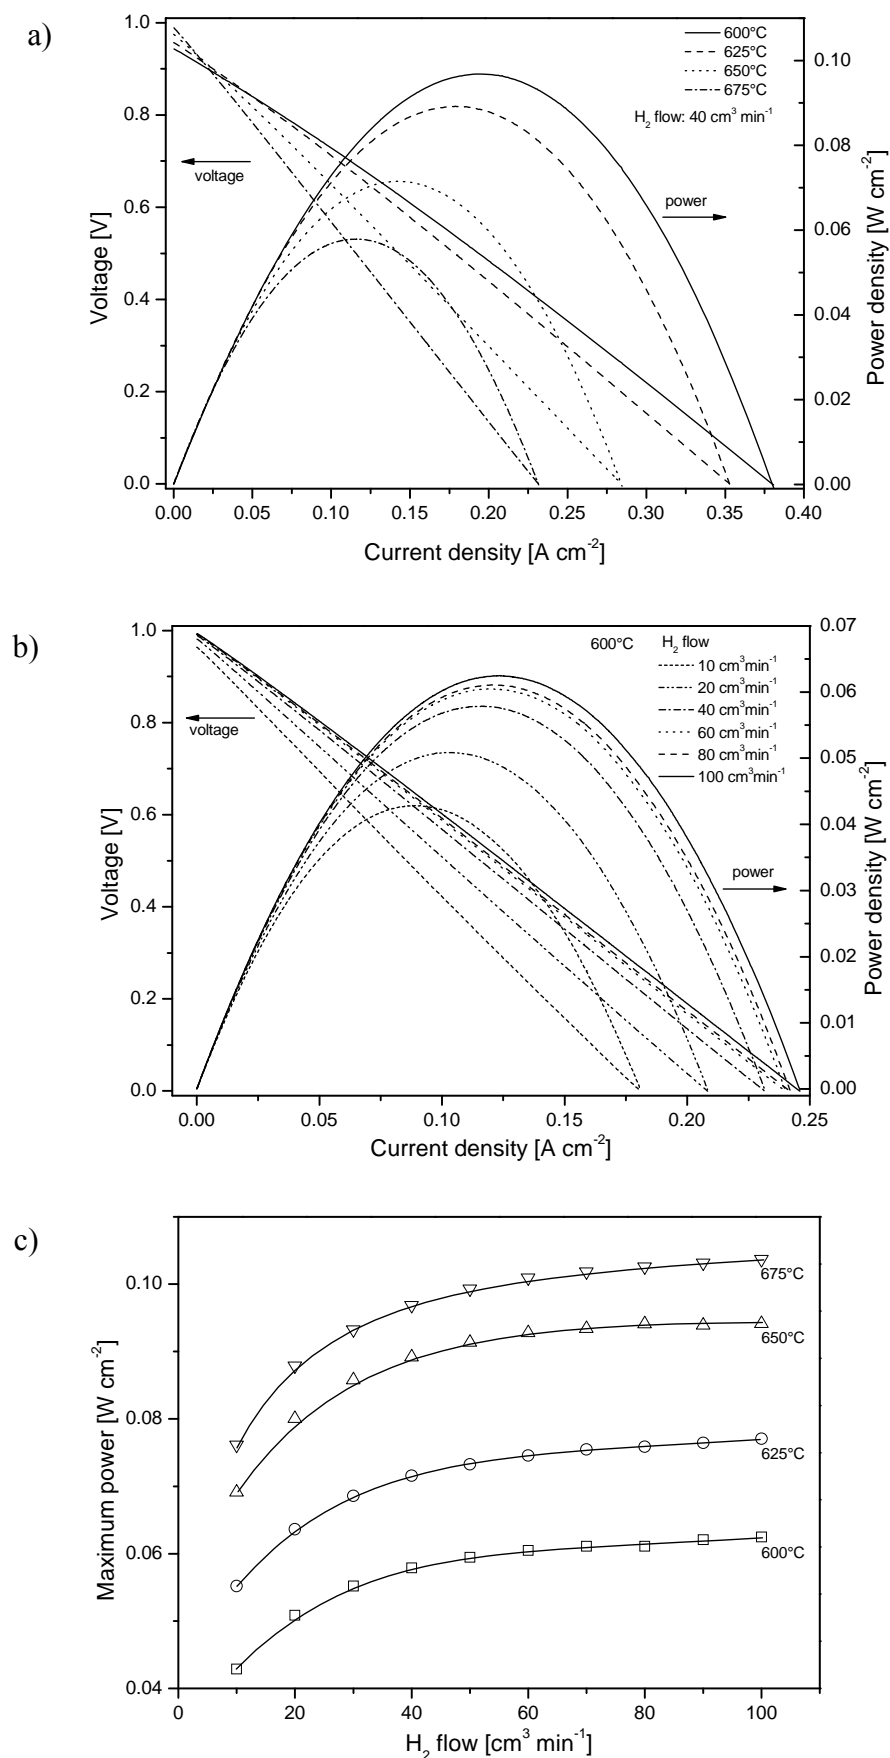 a)
1.0
0.8
0.6
0.4
0.2
0.0
Voltage [V]
voltage
600°C
625°C
650°C
675°C
H₂ flow: 40 cm³ min⁻¹
power
0.10
0.08
0.06
0.04
0.02
0.00
Power density [W cm⁻²]
0.00 0.05 0.10 0.15 0.20 0.25 0.30 0.35 0.40
Current density [A cm⁻²]
b)
1.0
0.8
0.6
0.4
0.2
0.0
Voltage [V]
voltage
600°C H₂ flow
10 cm³min⁻¹
20 cm³min⁻¹
40 cm³min⁻¹
60 cm³min⁻¹
80 cm³min⁻¹
100 cm³min⁻¹
power
0.07
0.06
0.05
0.04
0.03
0.02
0.01
0.00
Power density [W cm⁻²]
0.00 0.05 0.10 0.15 0.20 0.25
Current density [A cm⁻²]
c)
0.10
0.08
0.06
0.04
Maximum power [W cm⁻²]
675°C
650°C
625°C
600°C
0 20 40 60 80 100
H₂ flow [cm³ min⁻¹]